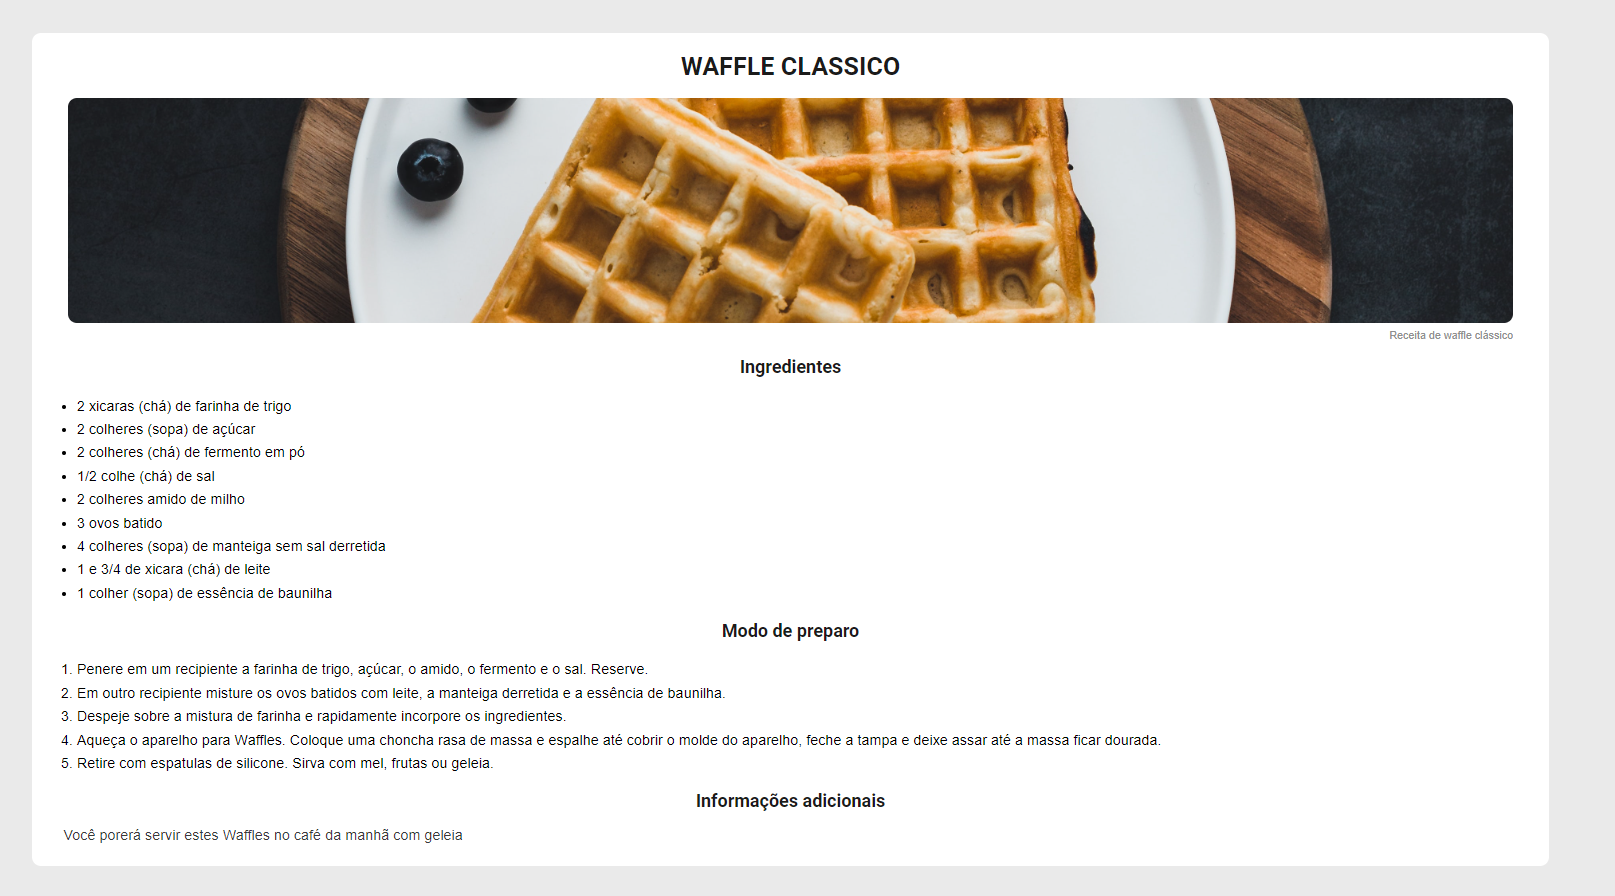 WAFFLE CLASSICO
Receita de waffle clássico
Ingredientes
• 2 xicaras (chá) de farinha de trigo
• 2 colheres (sopa) de açúcar
• 2 colheres (chá) de fermento em pó
• 1/2 colhe (chá) de sal
• 2 colheres amido de milho
• 3 ovos batido
• 4 colheres (sopa) de manteiga sem sal derretida
• 1 e 3/4 de xicara (chá) de leite
• 1 colher (sopa) de essência de baunilha
Modo de preparo
1. Penere em um recipiente a farinha de trigo, açúcar, o amido, o fermento e o sal. Reserve.
2. Em outro recipiente misture os ovos batidos com leite, a manteiga derretida e a essência de baunilha.
3. Despeje sobre a mistura de farinha e rapidamente incorpore os ingredientes.
4. Aqueça o aparelho para Waffles. Coloque uma choncha rasa de massa e espalhe até cobrir o molde do aparelho, feche a tampa e deixe assar até a massa ficar dourada.
5. Retire com espatulas de silicone. Sirva com mel, frutas ou geleia.
Informações adicionais
Você porerá servir estes Waffles no café da manhã com geleia